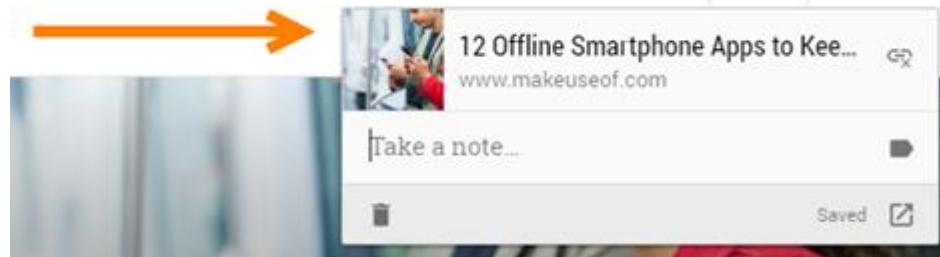 12 Offline Smartphone Apps to Kee...
www.makeuseof.com
Take a note...
Saved